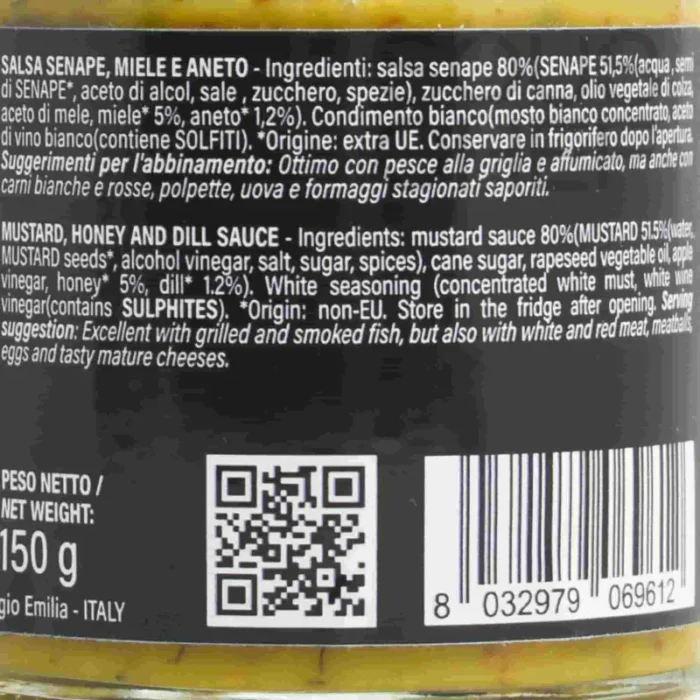 SALSA SENAPE, MIELE E ANETO - Ingredienti: salsa senape 80%(SENAPE 51,5%(acqua, semi
di SENAPE*, aceto di alcol, sale , zucchero, spezie), zucchero di canna, olio vegetale di colza,
aceto di mele, miele* 5%, aneto* 1,2%). Condimento bianco(mosto bianco concentrato, aceto
di vino bianco(contiene SOLFITI). *Origine: extra UE. Conservare in frigorifero dopo l'apertura.
Suggerimenti per l'abbinamento: Ottimo con pesce alla griglia e affumicato, ma anche con
carni bianche e rosse, polpette, uova e formaggi stagionati saporiti.
MUSTARD, HONEY AND DILL SAUCE - Ingredients: mustard sauce 80%(MUSTARD 51.5%(water,
MUSTARD seeds*, alcohol vinegar, salt, sugar, spices), cane sugar, rapeseed vegetable oil, apple
vinegar, honey* 5%, dill* 1.2%). White seasoning (concentrated white must, white wine
vinegar(contains SULPHITES). *Origin: non-EU. Store in the fridge after opening. Serving
suggestion: Excellent with grilled and smoked fish, but also with white and red meat, meatballs,
eggs and tasty mature cheeses.
PESO NETTO /
NET WEIGHT:
150 g
gio Emilia - ITALY
8 032979 069612